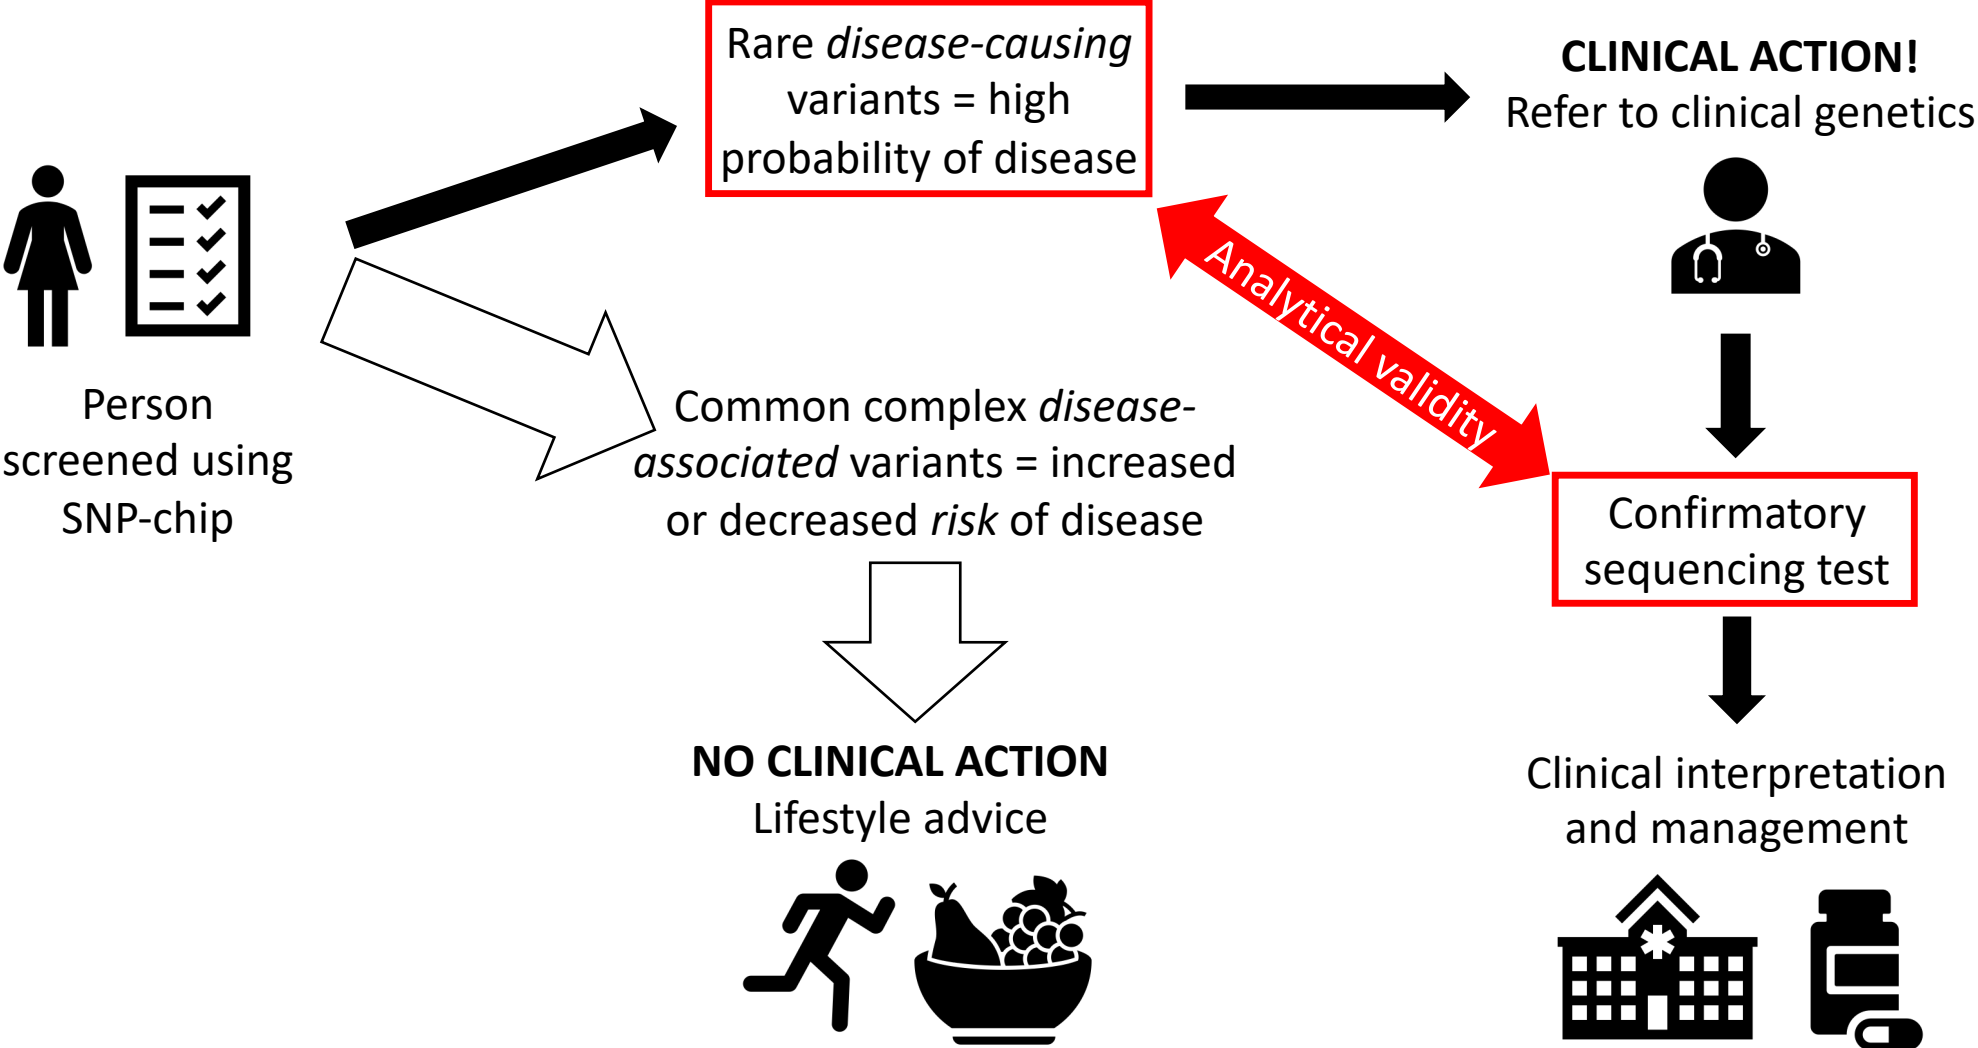 Person
screened using
SNP-chip
Rare disease-causing
variants = high
probability of disease
CLINICAL ACTION!
Refer to clinical genetics
Analytical validity
Common complex disease-
associated variants = increased
or decreased risk of disease
NO CLINICAL ACTION
Lifestyle advice
Confirmatory
sequencing test
Clinical interpretation
and management